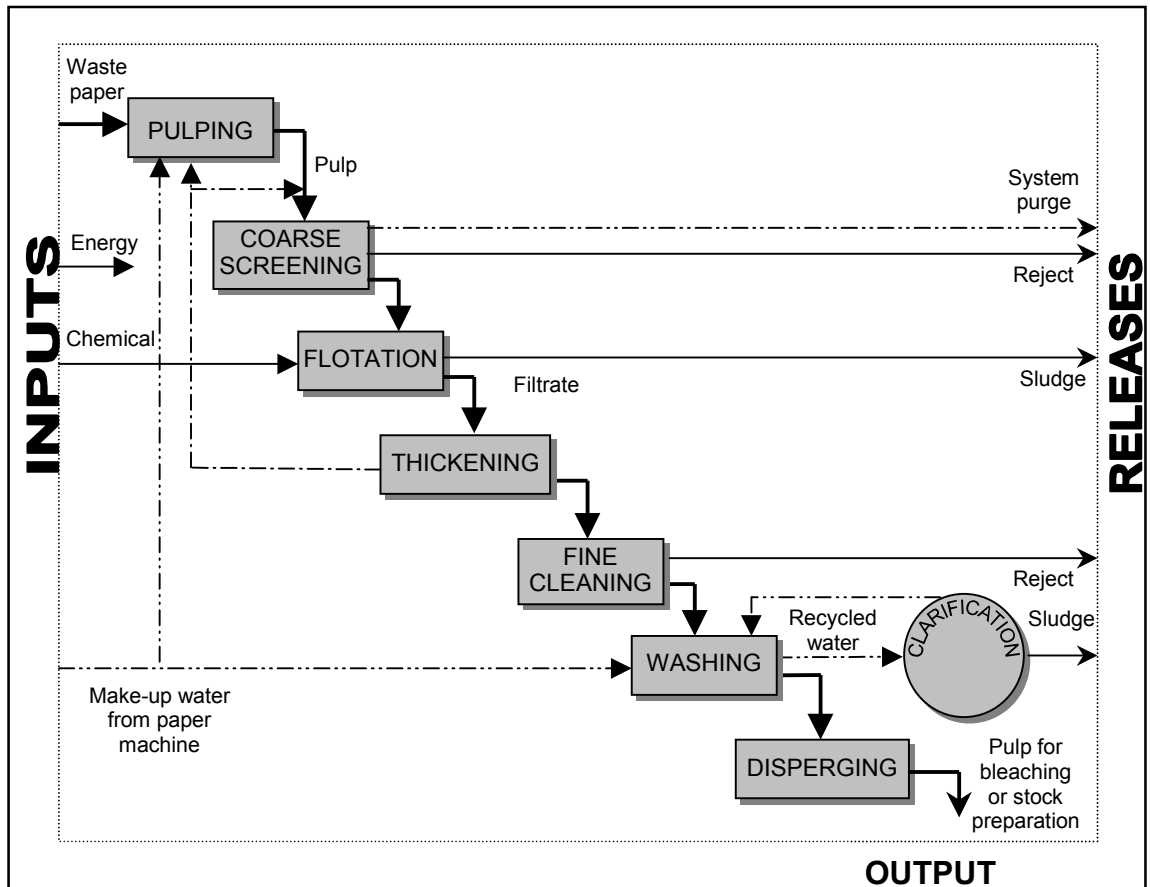 Waste
paper
PULPING
Pulp
System
purge
COARSE
SCREENING
Energy
Reject
INPUTS
RELEASES
Chemical
FLOTATION
Sludge
Filtrate
THICKENING
FINE
CLEANING
Reject
CLARIFICATION
Sludge
Recycled
water
WASHING
Make-up water
from paper
machine
DISPERGING
Pulp for
bleaching
or stock
preparation
OUTPUT